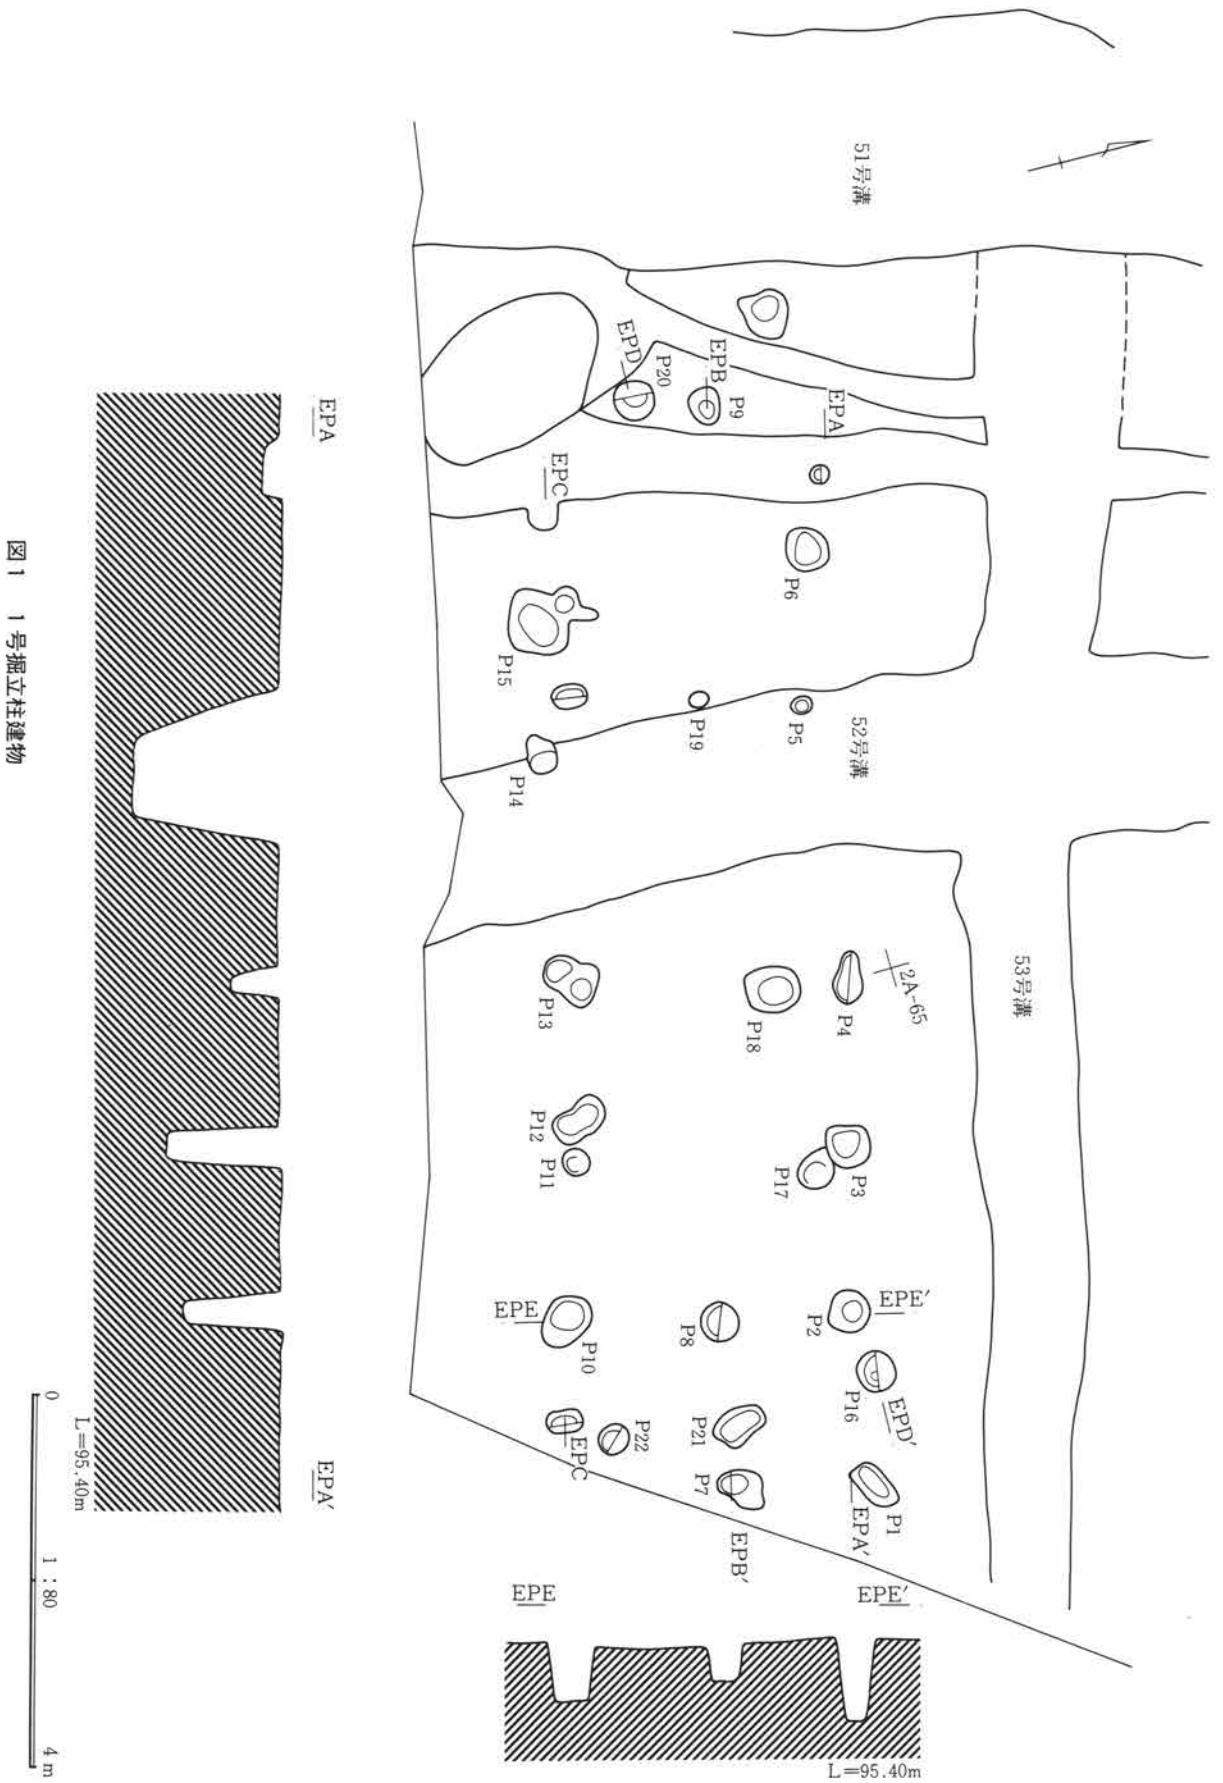 51号溝
EPD
P20
EPB
P9
EPA
EPC
P6
P15
P19
P5
52号溝
P14
2A-65
53号溝
P13
P18
P4
P12
P11
P17
P3
EPE
P10
P8
P2
EPE′
P16
EPD′
EPC
P22
P21
P7
EPB′
P1
EPA′
EPA
EPA′
L=95.40m
EPE
EPE′
L=95.40m
0
1:80
4m
図1 1号掘立柱建物